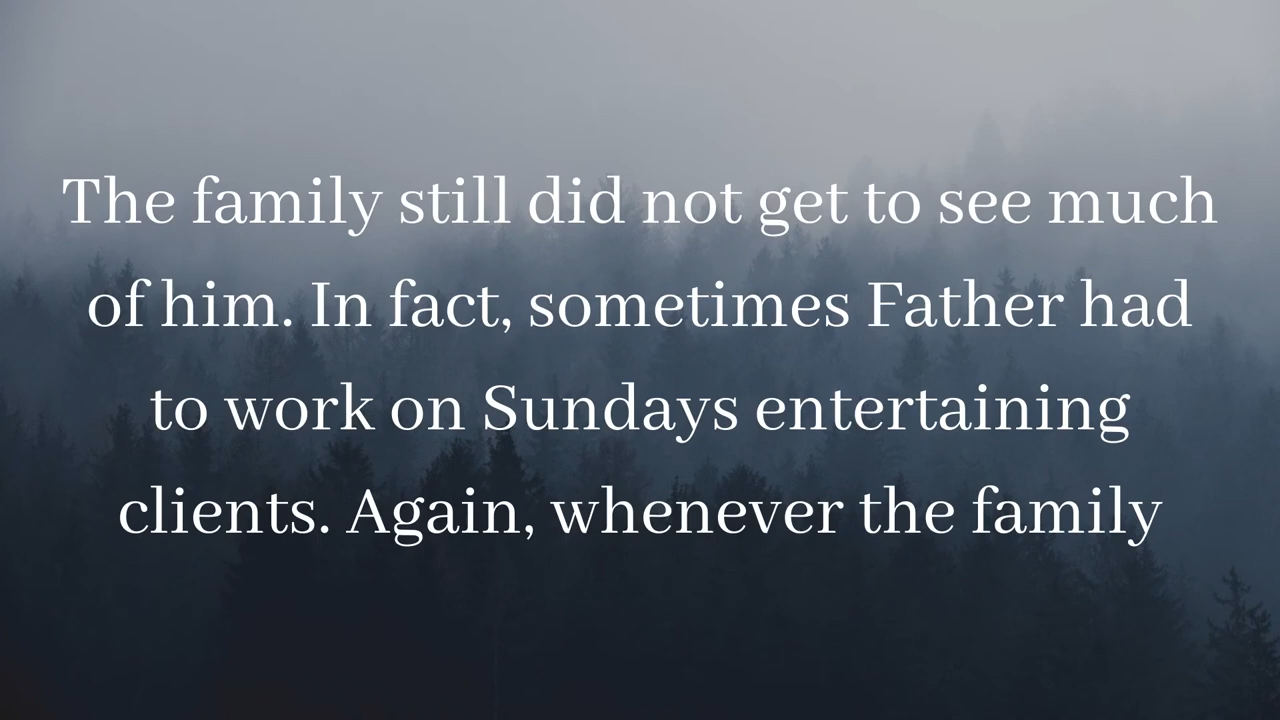 The family still did not get to see much
of him. In fact, sometimes Father had
to work on Sundays entertaining
clients. Again, whenever the family